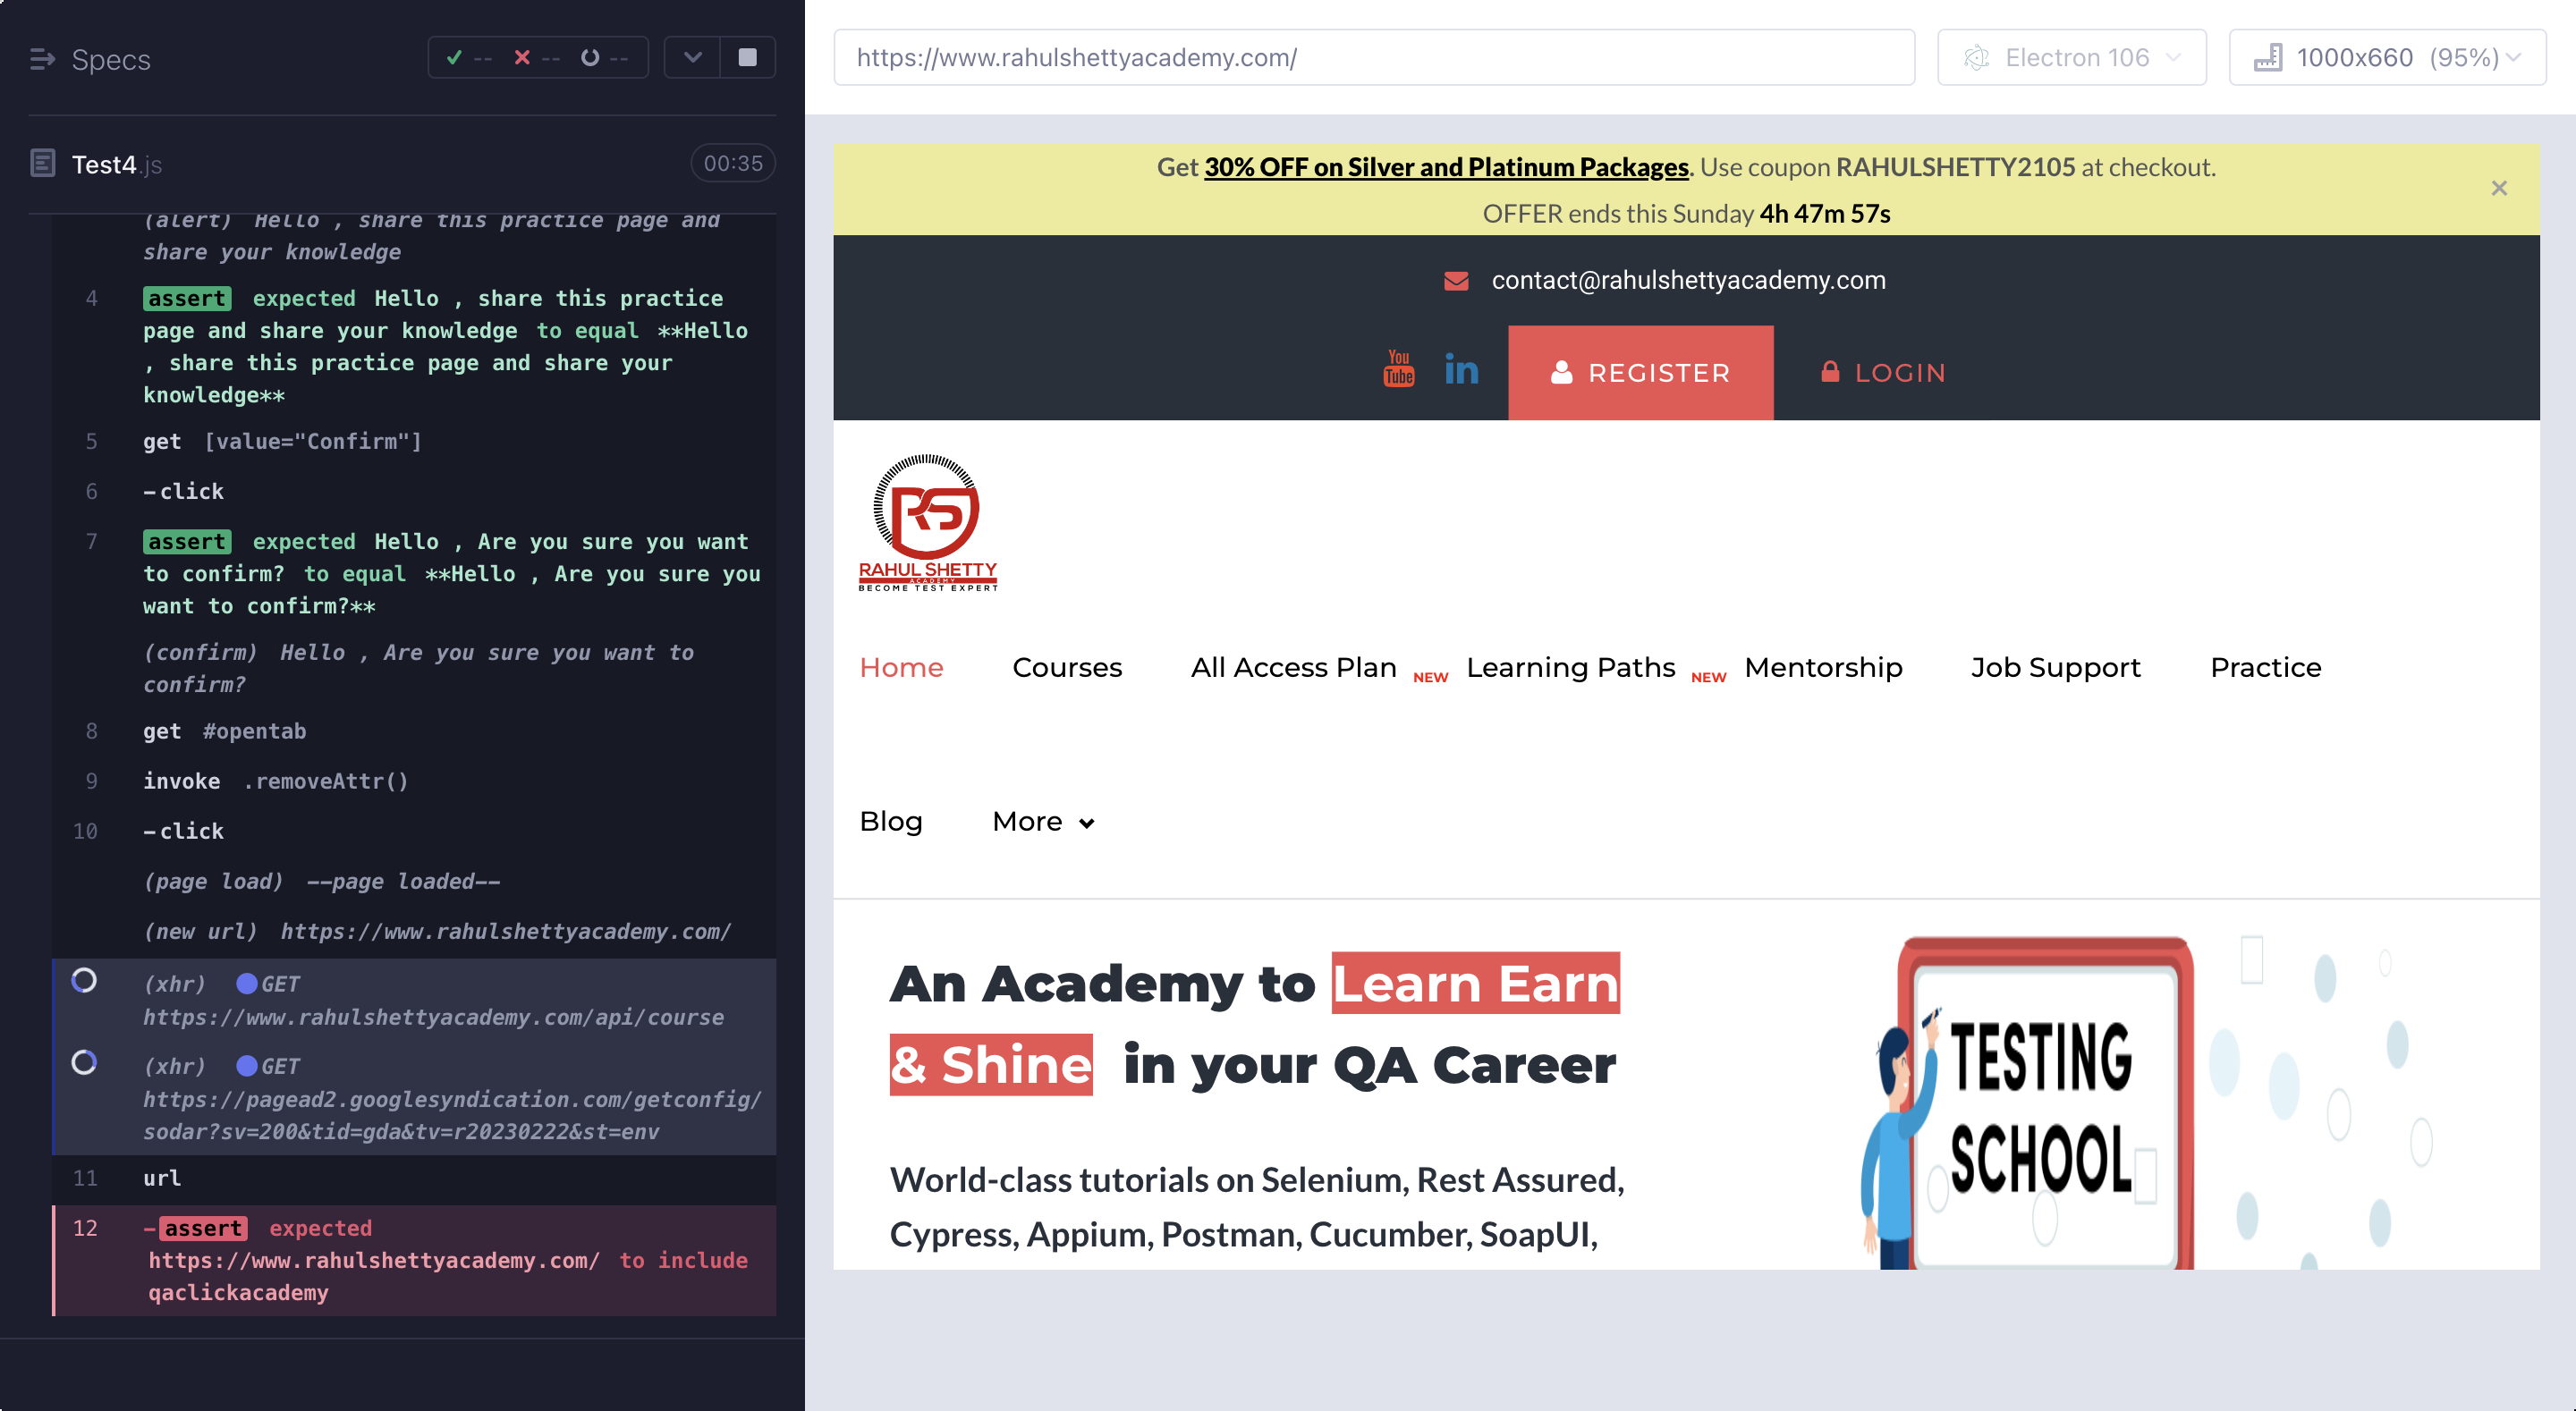 Specs
-- -- --
Test4.js
00:35
(alert) Hello , share this practice page and
share your knowledge
4 assert expected Hello , share this practice
page and share your knowledge to equal **Hello
, share this practice page and share your
knowledge**
5 get [value="Confirm"]
6 -click
7 assert expected Hello , Are you sure you want
to confirm? to equal **Hello , Are you sure you
want to confirm?**
(confirm) Hello , Are you sure you want to
confirm?
8 get #opentab
9 invoke .removeAttr()
10 -click
(page load) --page loaded--
(new url) https://www.rahulshettyacademy.com/
(xhr) GET
https://www.rahulshettyacademy.com/api/course
(xhr) GET
https://pagead2.googlesyndication.com/getconfig/
sodar?sv=200&tid=gda&tv=r20230222&st=env
11 url
12 -assert expected
https://www.rahulshettyacademy.com/ to include
qaclickacademy
https://www.rahulshettyacademy.com/
Electron 106
1000x660 (95%)
Get 30% OFF on Silver and Platinum Packages. Use coupon RAHULSHETTY2105 at checkout.
OFFER ends this Sunday 4h 47m 57s
×
contact@rahulshettyacademy.com
You
Tube
in
REGISTER
LOGIN
RS
RAHUL SHETTY
ACADEMY
BECOME TEST EXPERT
Home Courses All Access Plan NEW Learning Paths NEW Mentorship Job Support Practice
Blog More
An Academy to Learn Earn
& Shine in your QA Career
World-class tutorials on Selenium, Rest Assured,
Cypress, Appium, Postman, Cucumber, SoapUI,
TESTING
SCHOOL